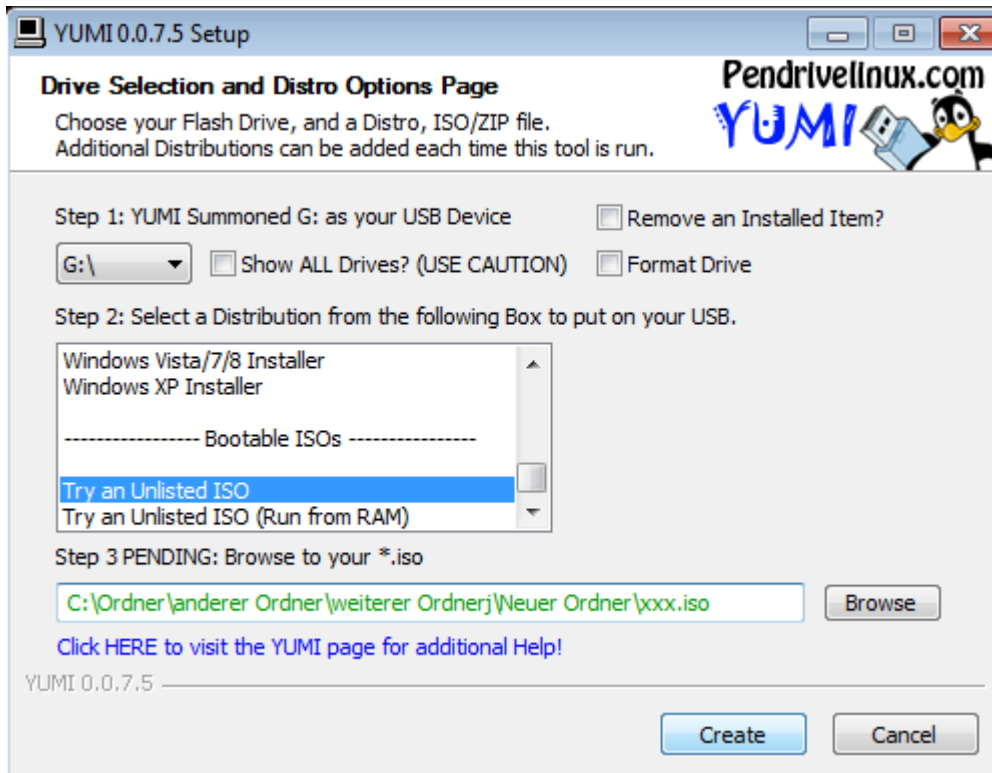 YUMI 0.0.7.5 Setup
Drive Selection and Distro Options Page
Choose your Flash Drive, and a Distro, ISO/ZIP file.
Additional Distributions can be added each time this tool is run.
Pendrivelinux.com
YUMI
Step 1: YUMI Summoned G: as your USB Device
Remove an Installed Item?
G:\
Show ALL Drives? (USE CAUTION)
Format Drive
Step 2: Select a Distribution from the following Box to put on your USB.
Windows Vista/7/8 Installer
Windows XP Installer
----------------- Bootable ISOs ----------------
Try an Unlisted ISO
Try an Unlisted ISO (Run from RAM)
Step 3 PENDING: Browse to your *.iso
C:\Ordner\anderer Ordner\weiterer Ordnerj\Neuer Ordner\xxx.iso
Browse
Click HERE to visit the YUMI page for additional Help!
YUMI 0.0.7.5
Create
Cancel